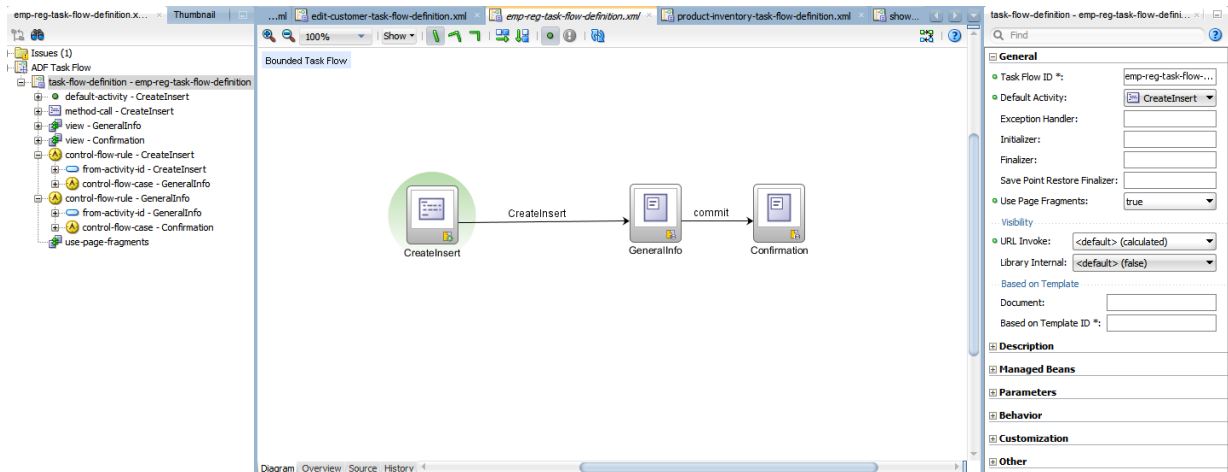 emp-reg-task-flow-definition.x...
Thumbnail
Issues (1)
ADF Task Flow
task-flow-definition - emp-reg-task-flow-definition
default-activity - CreateInsert
method-call - CreateInsert
view - GeneralInfo
view - Confirmation
control-flow-rule - CreateInsert
from-activity-id - CreateInsert
control-flow-case - GeneralInfo
control-flow-rule - GeneralInfo
from-activity-id - GeneralInfo
control-flow-case - Confirmation
use-page-fragments
...ml
edit-customer-task-flow-definition.xml
emp-reg-task-flow-definition.xml
product-inventory-task-flow-definition.xml
show...
100%
Show
Bounded Task Flow
CreateInsert
commit
CreateInsert
GeneralInfo
Confirmation
Diagram Overview Source History
task-flow-definition - emp-reg-task-flow-defini...
Find
General
Task Flow ID *: emp-reg-task-flow-...
Default Activity: CreateInsert
Exception Handler:
Initializer:
Finalizer:
Save Point Restore Finalizer:
Use Page Fragments: true
Visibility
URL Invoke: <default> (calculated)
Library Internal: <default> (false)
Based on Template
Document:
Based on Template ID *:
Description
Managed Beans
Parameters
Behavior
Customization
Other